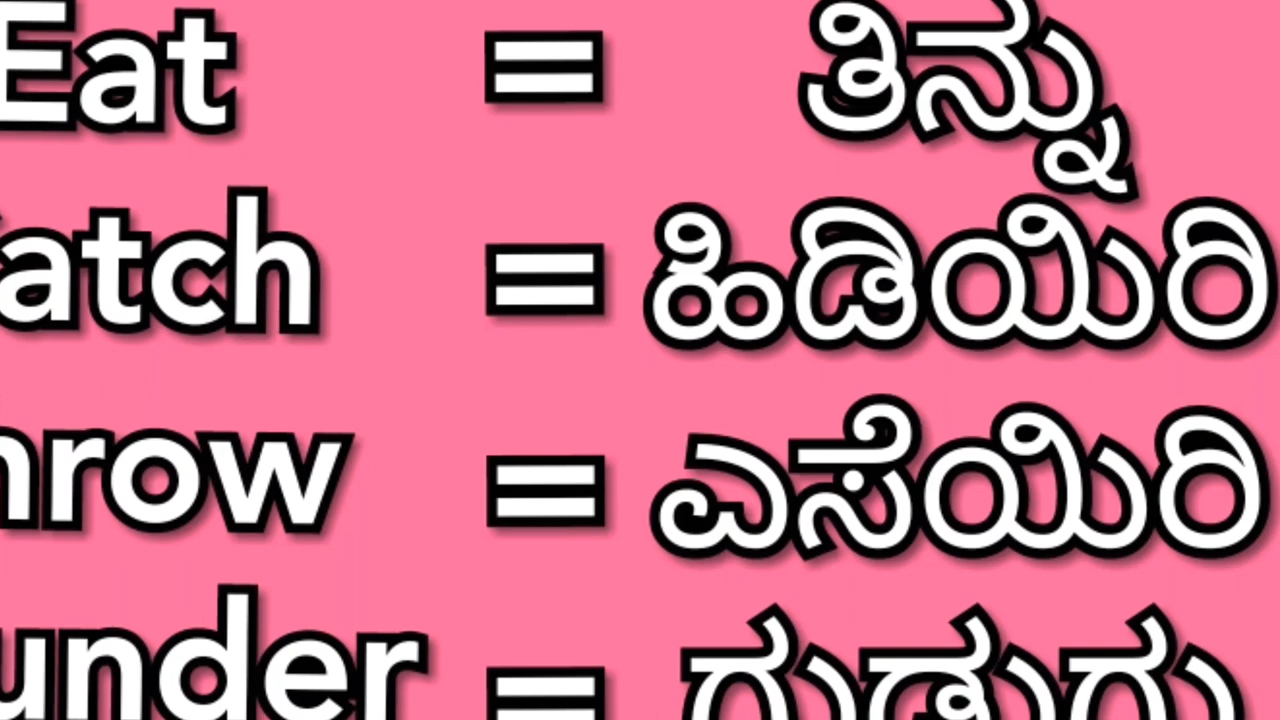 Eat = ತಿನ್ನು
atch = ಹಿಡಿಯಿರಿ
hrow = ಎಸೆಯಿರಿ
under = ಗುಡುಗು